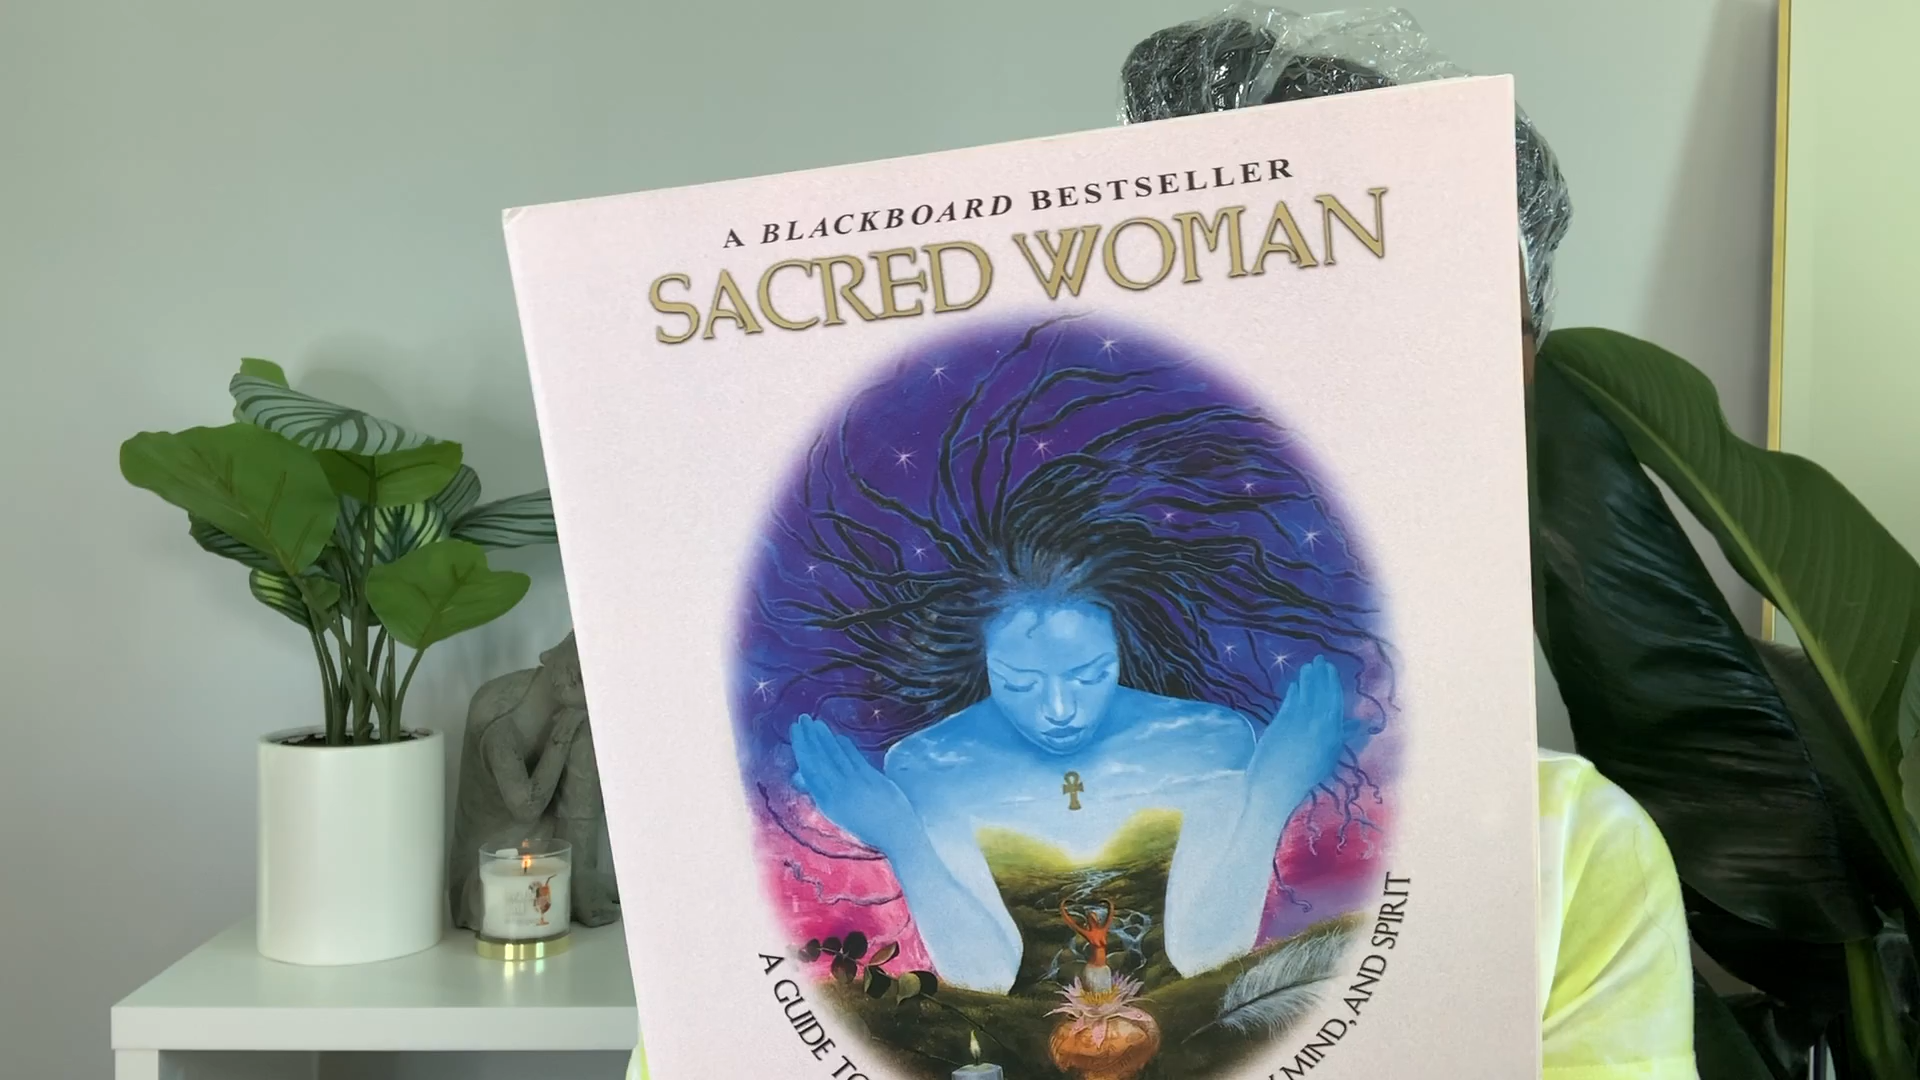 A BLACKBOARD BESTSELLER
SACRED WOMAN
A GUIDE TO
MIND, AND SPIRIT